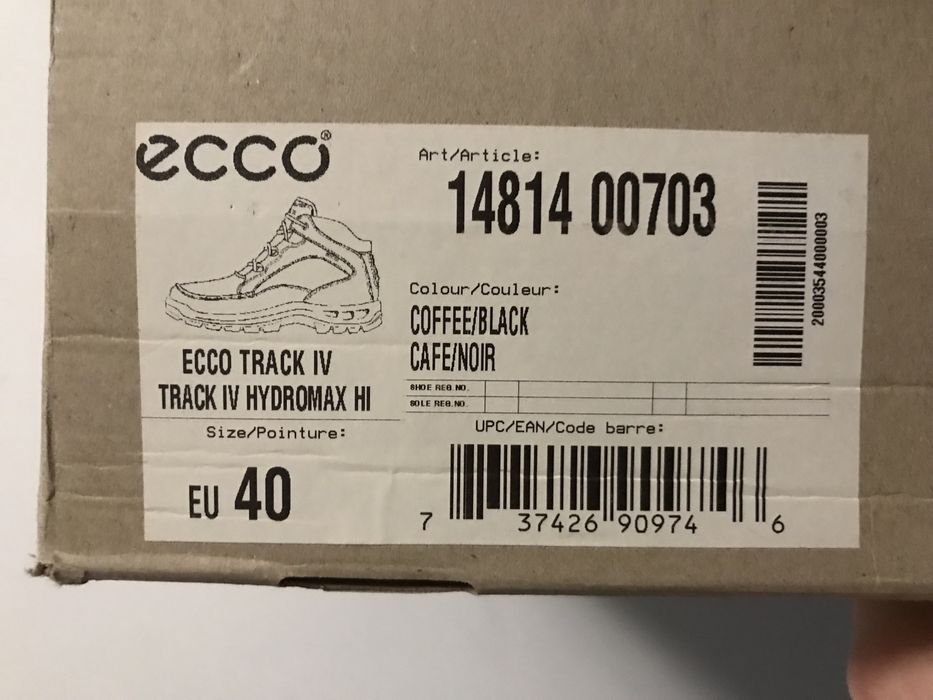 ecco®
ECCO TRACK IV
TRACK IV HYDROMAX HI
Size/Pointure:
EU 40
Art/Article:
14814 00703
Colour/Couleur:
COFFEE/BLACK
CAFE/NOIR
SHOE REG.NO.
SOLE REG.NO.
UPC/EAN/Code barre:
7 37426 90974 6
20003544000003